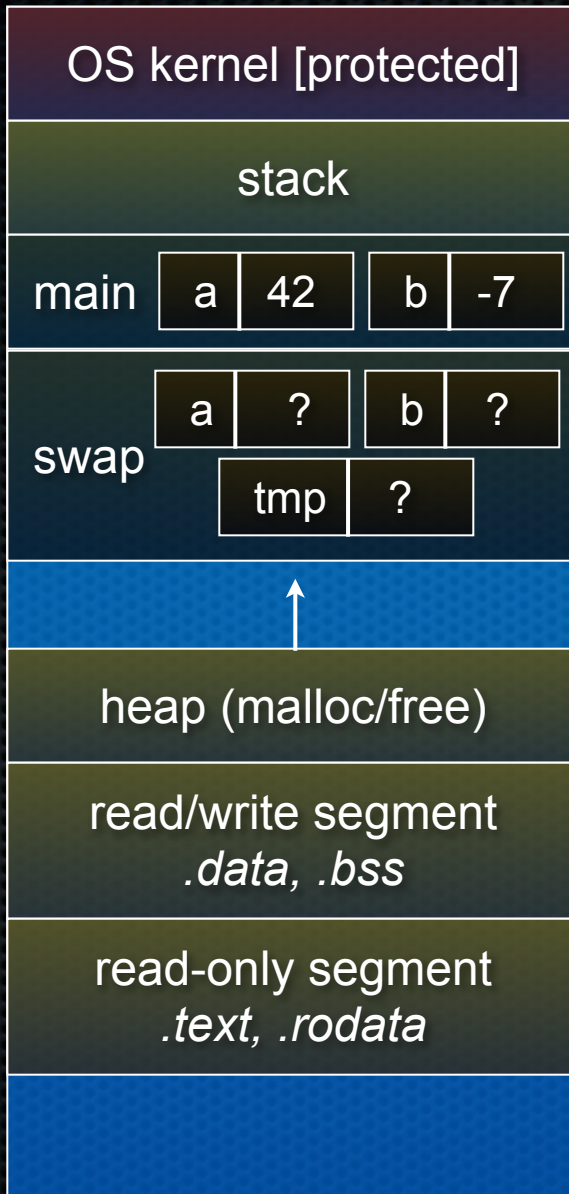 OS kernel [protected]
stack
main a 42 b -7
a ? b ?
swap
tmp ?
heap (malloc/free)
read/write segment
.data, .bss
read-only segment
.text, .rodata